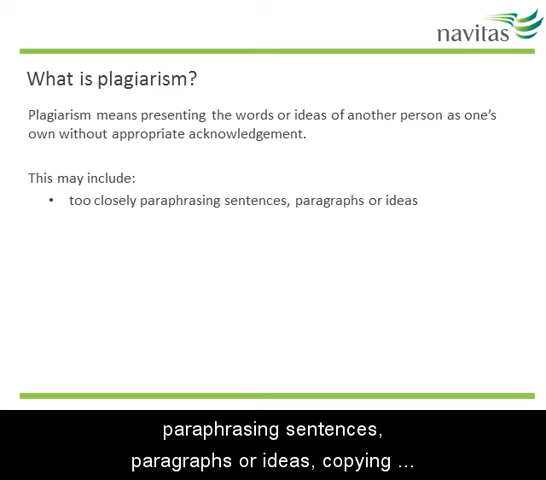 navitas
What is plagiarism?
Plagiarism means presenting the words or ideas of another person as one's
own without appropriate acknowledgement.
This may include:
• too closely paraphrasing sentences, paragraphs or ideas
paraphrasing sentences,
paragraphs or ideas, copying ...